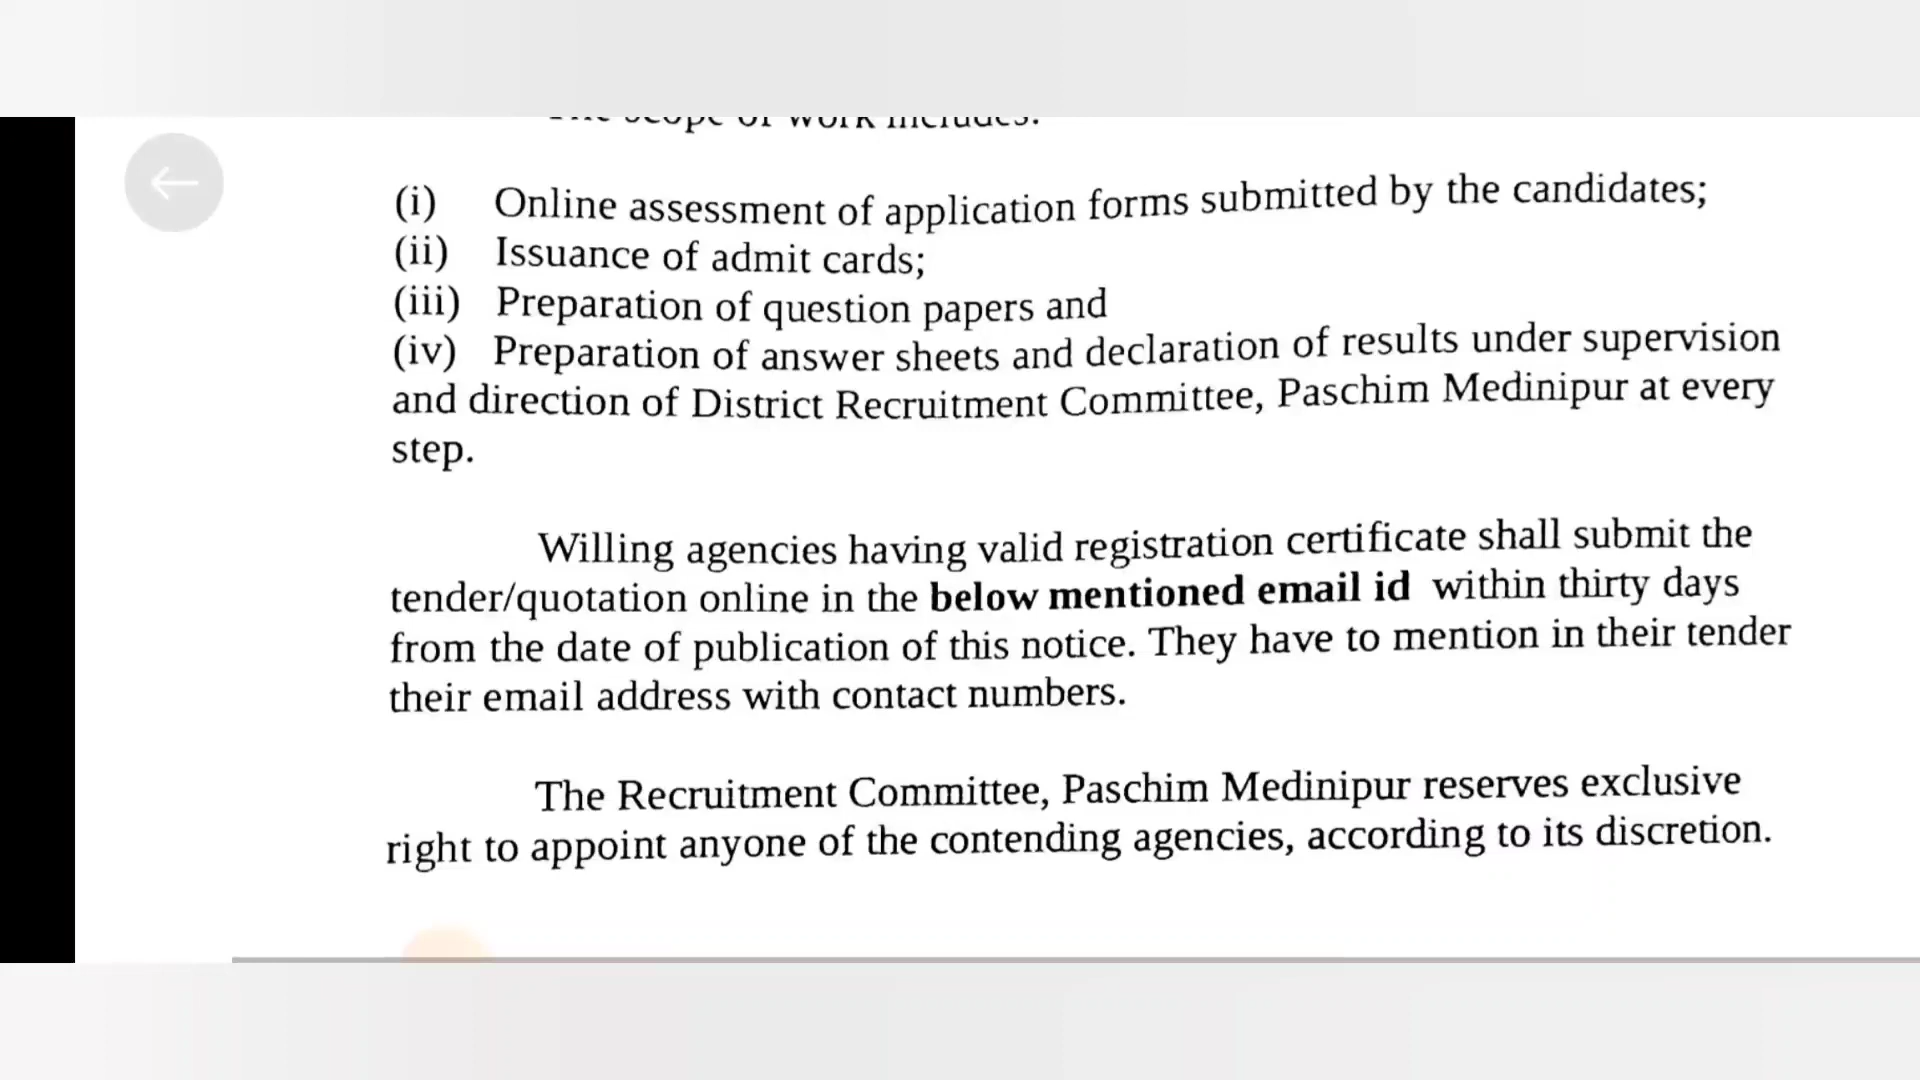 The scope of work includes:
(i) Online assessment of application forms submitted by the candidates;
(ii) Issuance of admit cards;
(iii) Preparation of question papers and
(iv) Preparation of answer sheets and declaration of results under supervision
and direction of District Recruitment Committee, Paschim Medinipur at every
step.
Willing agencies having valid registration certificate shall submit the
tender/quotation online in the below mentioned email id within thirty days
from the date of publication of this notice. They have to mention in their tender
their email address with contact numbers.
The Recruitment Committee, Paschim Medinipur reserves exclusive
right to appoint anyone of the contending agencies, according to its discretion.